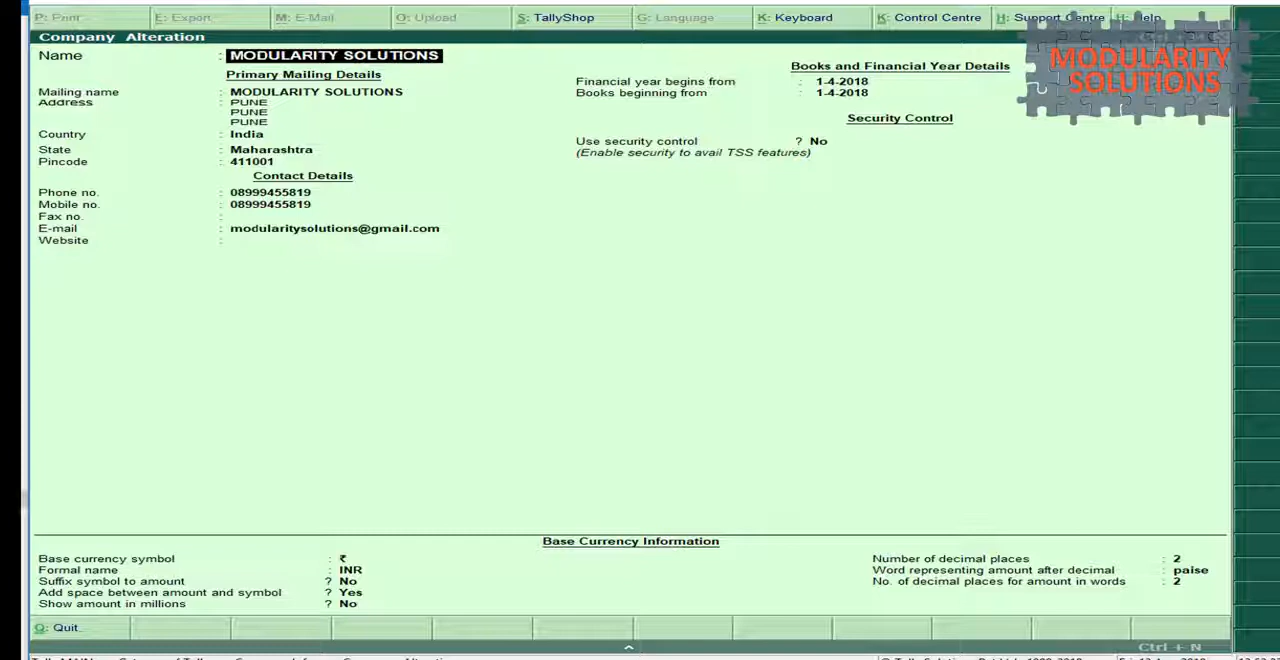 P: Print E: Export M: E-Mail O: Upload S: TallyShop G: Language K: Keyboard K: Control Centre H: Support Centre H: Help
Company Alteration
Name : MODULARITY SOLUTIONS
Primary Mailing Details
Mailing name : MODULARITY SOLUTIONS
Address : PUNE
PUNE
PUNE
Country : India
State : Maharashtra
Pincode : 411001
Contact Details
Phone no. : 08999455819
Mobile no. : 08999455819
Fax no. :
E-mail : modularitysolutions@gmail.com
Website :
Books and Financial Year Details
Financial year begins from : 1-4-2018
Books beginning from : 1-4-2018
Security Control
Use security control ? No
(Enable security to avail TSS features)
MODULARITY
SOLUTIONS
Base Currency Information
Base currency symbol : ₹
Formal name : INR
Suffix symbol to amount ? No
Add space between amount and symbol ? Yes
Show amount in millions ? No
Number of decimal places : 2
Word representing amount after decimal : paise
No. of decimal places for amount in words : 2
Q: Quit
Ctrl + N